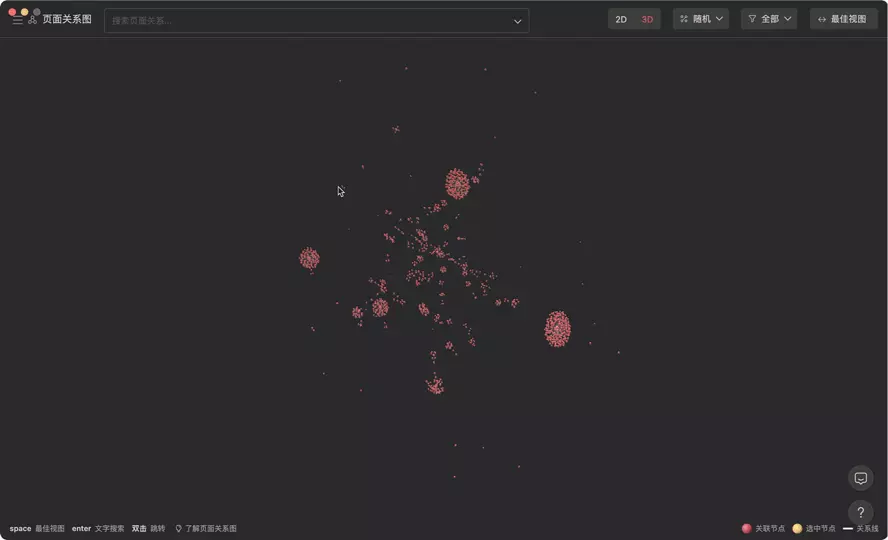 页面关系图
搜索页面关系...
2D 3D
随机
全部
最佳视图
space 最佳视图 enter 文字搜索 双击 跳转 了解页面关系图
?
关联节点 选中节点 关系线